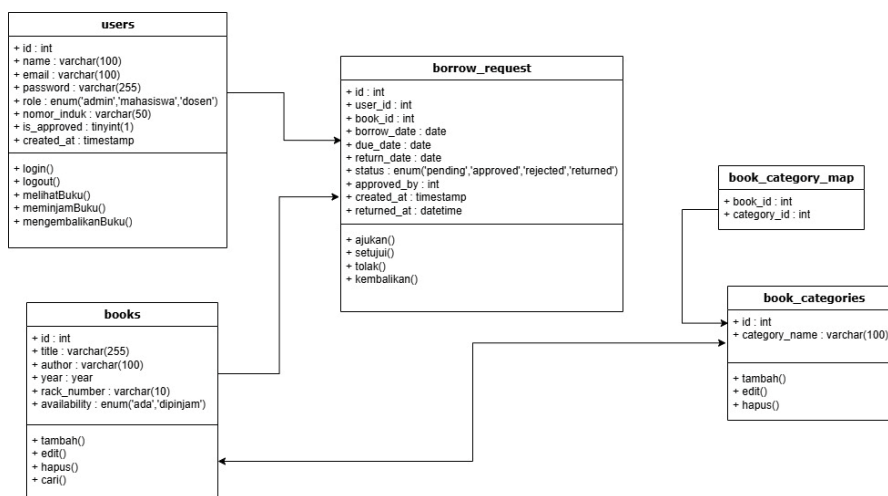 users
+ id : int
+ name : varchar(100)
+ email : varchar(100)
+ password : varchar(255)
+ role : enum('admin','mahasiswa','dosen')
+ nomor_induk : varchar(50)
+ is_approved : tinyint(1)
+ created_at : timestamp
+ login()
+ logout()
+ melihatBuku()
+ meminjamBuku()
+ mengembalikanBuku()
borrow_request
+ id : int
+ user_id : int
+ book_id : int
+ borrow_date : date
+ due_date : date
+ return_date : date
+ status : enum('pending','approved','rejected','returned')
+ approved_by : int
+ created_at : timestamp
+ returned_at : datetime
+ ajukan()
+ setujui()
+ tolak()
+ kembalikan()
book_category_map
+ book_id : int
+ category_id : int
books
+ id : int
+ title : varchar(255)
+ author : varchar(100)
+ year : year
+ rack_number : varchar(10)
+ availability : enum('ada','dipinjam')
+ tambah()
+ edit()
+ hapus()
+ cari()
book_categories
+ id : int
+ category_name : varchar(100)
+ tambah()
+ edit()
+ hapus()